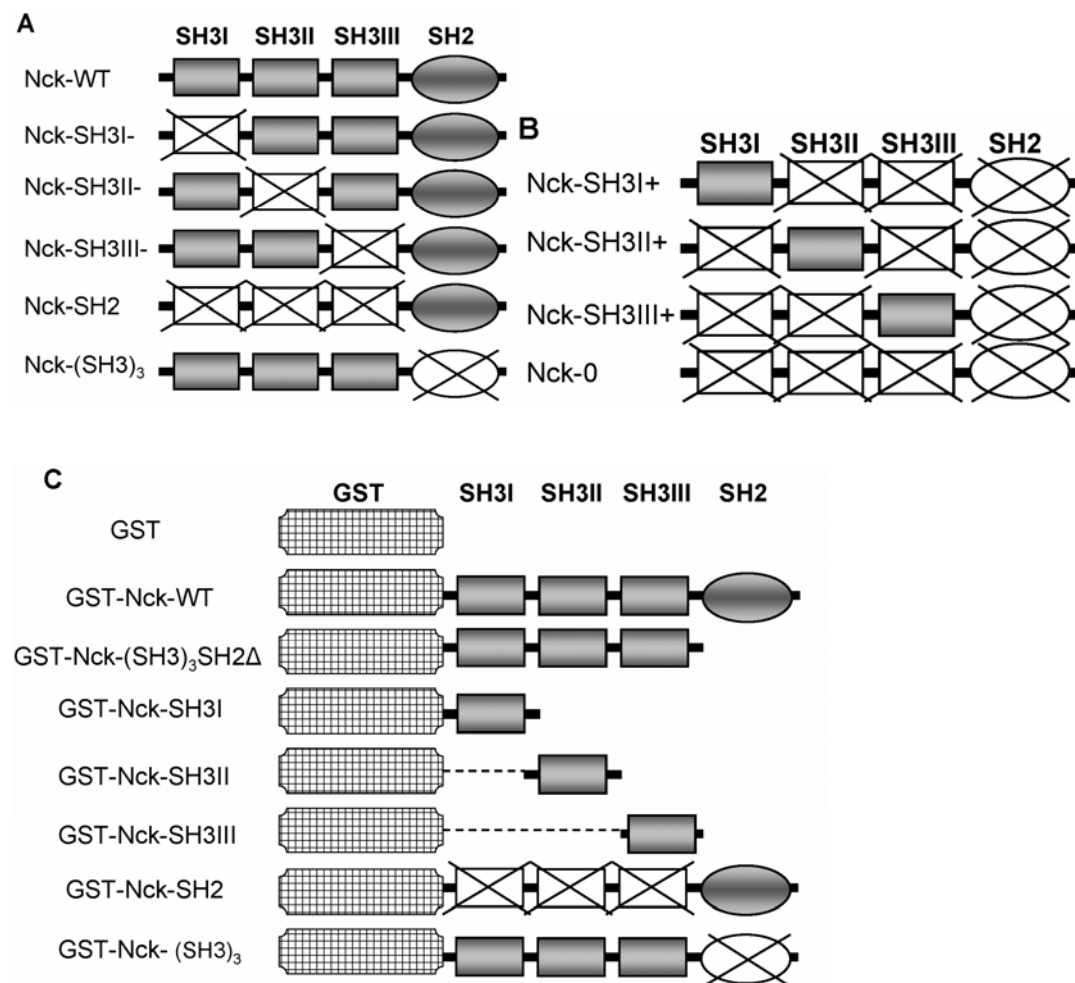 A
SH3I SH3II SH3III SH2
Nck-WT
Nck-SH3I-
Nck-SH3II-
Nck-SH3III-
Nck-SH2
Nck-(SH3)₃
B
SH3I SH3II SH3III SH2
Nck-SH3I+
Nck-SH3II+
Nck-SH3III+
Nck-0
C
GST SH3I SH3II SH3III SH2
GST
GST-Nck-WT
GST-Nck-(SH3)₃SH2Δ
GST-Nck-SH3I
GST-Nck-SH3II
GST-Nck-SH3III
GST-Nck-SH2
GST-Nck- (SH3)₃